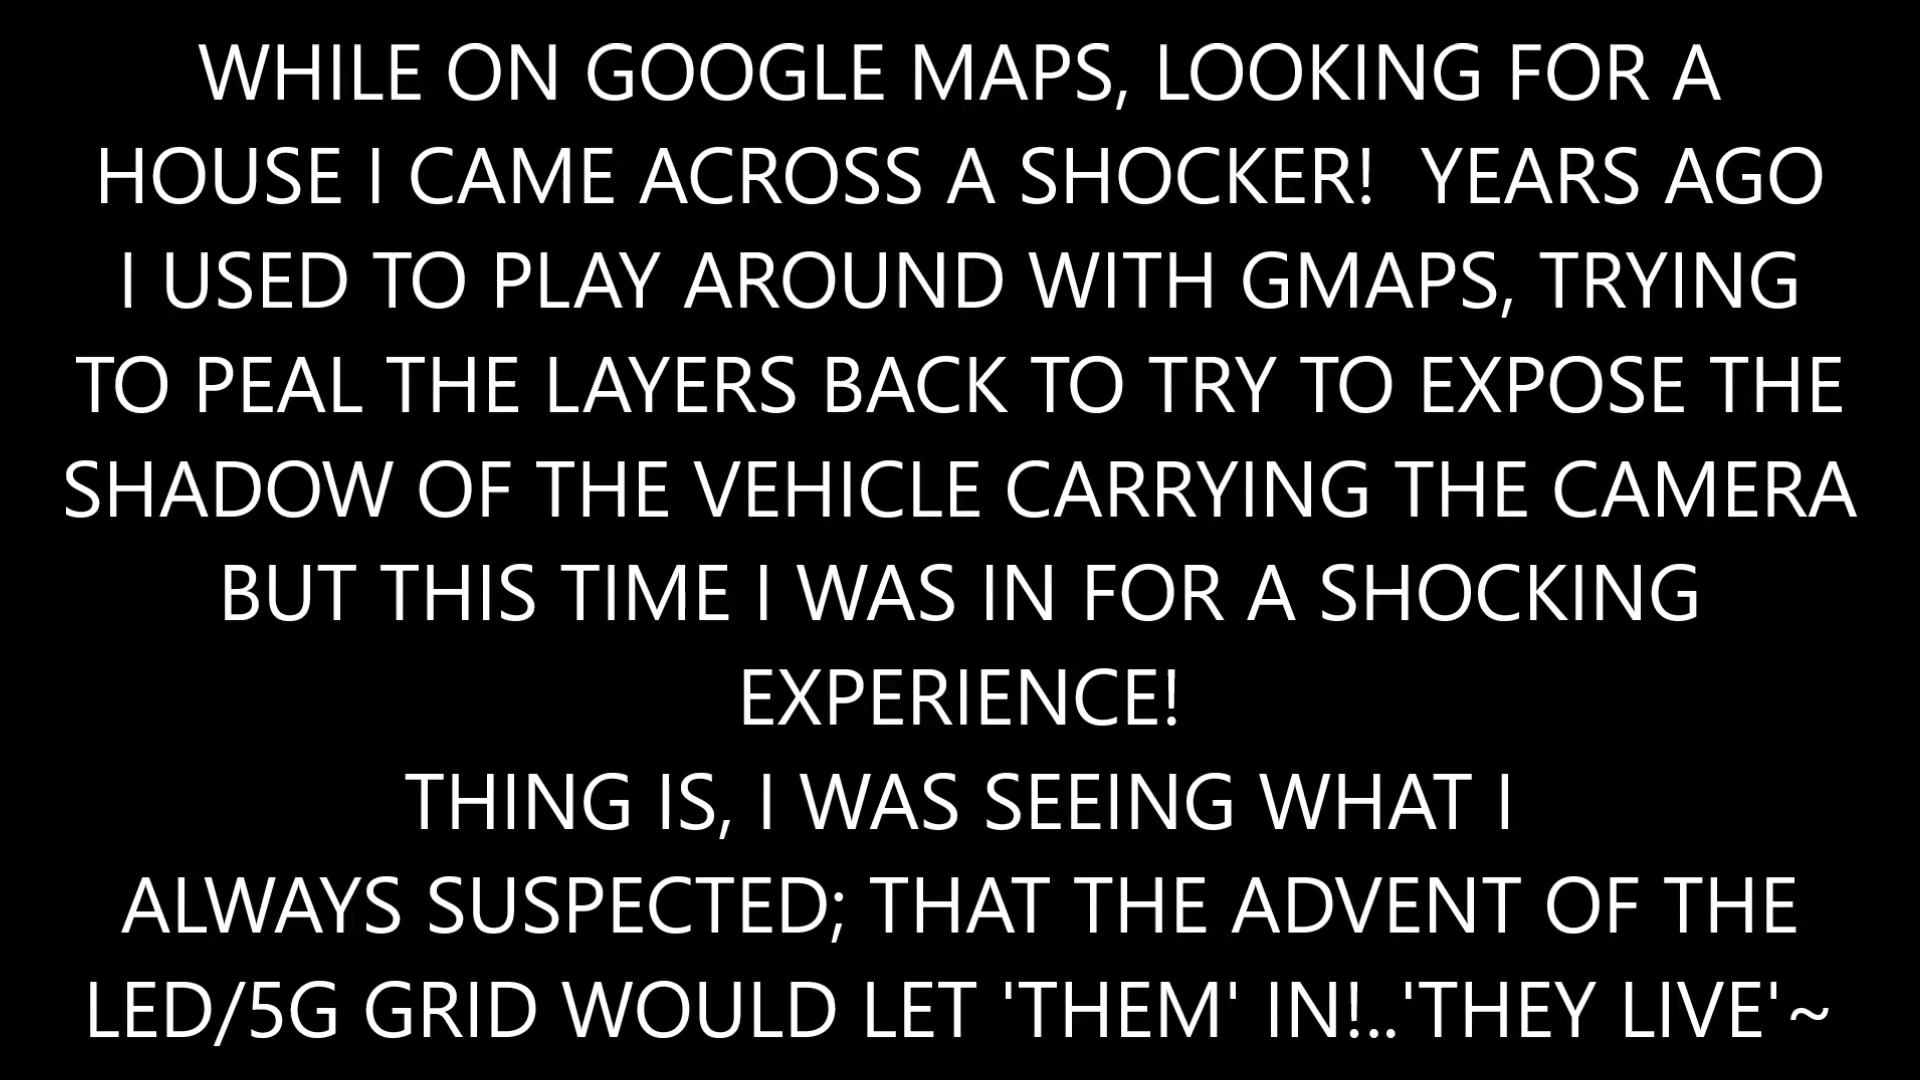 WHILE ON GOOGLE MAPS, LOOKING FOR A
HOUSE I CAME ACROSS A SHOCKER!  YEARS AGO
I USED TO PLAY AROUND WITH GMAPS, TRYING
TO PEAL THE LAYERS BACK TO TRY TO EXPOSE THE
SHADOW OF THE VEHICLE CARRYING THE CAMERA
BUT THIS TIME I WAS IN FOR A SHOCKING
EXPERIENCE!
THING IS, I WAS SEEING WHAT I
ALWAYS SUSPECTED; THAT THE ADVENT OF THE
LED/5G GRID WOULD LET 'THEM' IN!..'THEY LIVE'~